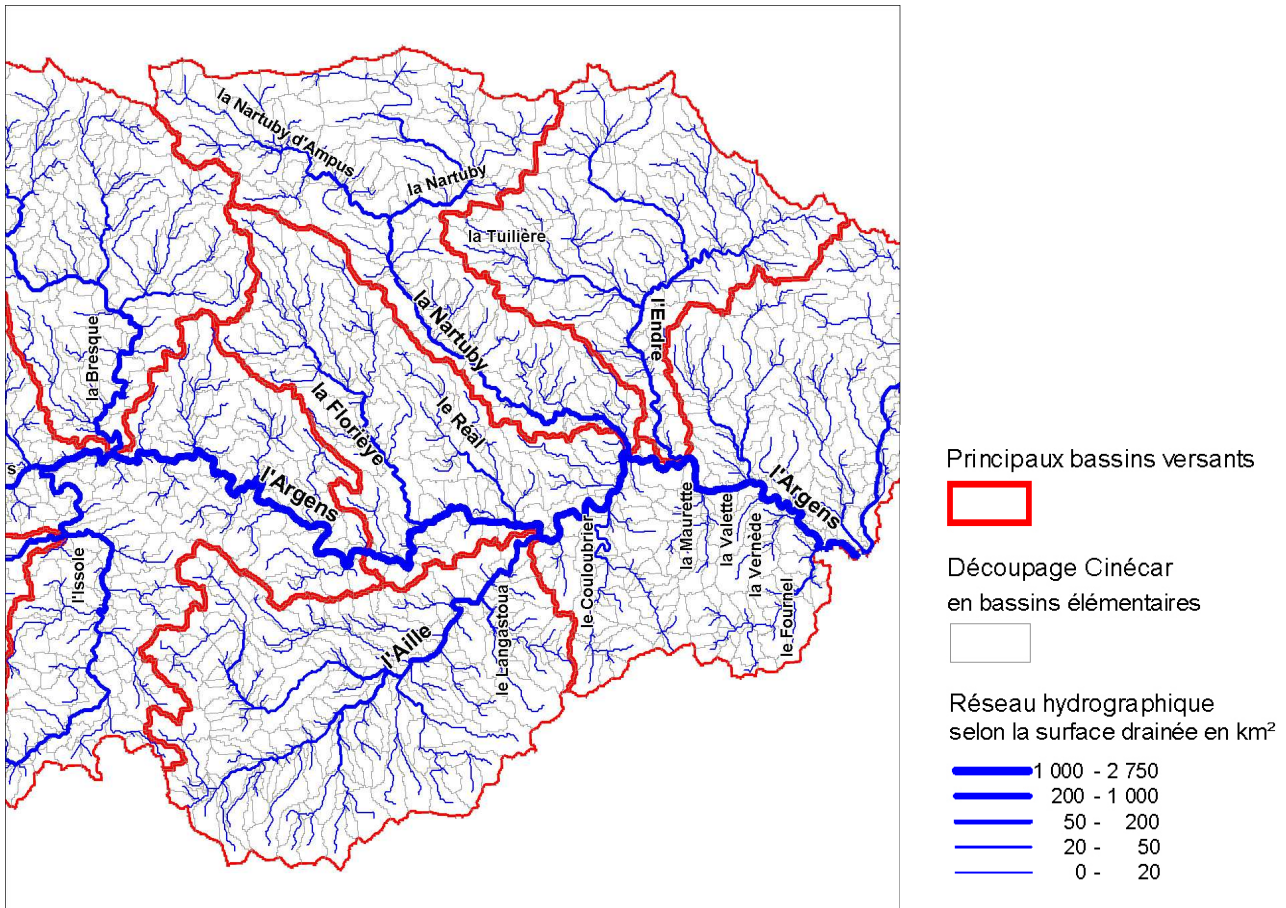 la Nartuby d'Ampus
la Nartuby
la Tuilière
la Bresque
la Nartuby
l'Endre
la Florièye
le Réal
s
l'Argens
l'Argens
l'Issole
le Couloubrier
la Maurette
la Valette
la Vernède
le Fournel
l'Aille
le Langastoua
Principaux bassins versants
Découpage Cinécar
en bassins élémentaires
Réseau hydrographique
selon la surface drainée en km²
1 000 - 2 750
200 - 1 000
50 - 200
20 - 50
0 - 20